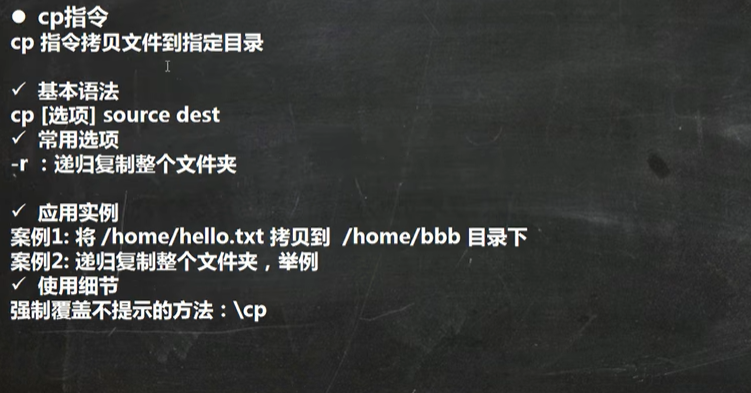 ● cp指令
cp 指令拷贝文件到指定目录
✓ 基本语法
cp [选项] source dest
✓ 常用选项
-r ：递归复制整个文件夹
✓ 应用实例
案例1: 将 /home/hello.txt 拷贝到 /home/bbb 目录下
案例2: 递归复制整个文件夹，举例
✓ 使用细节
强制覆盖不提示的方法：\cp